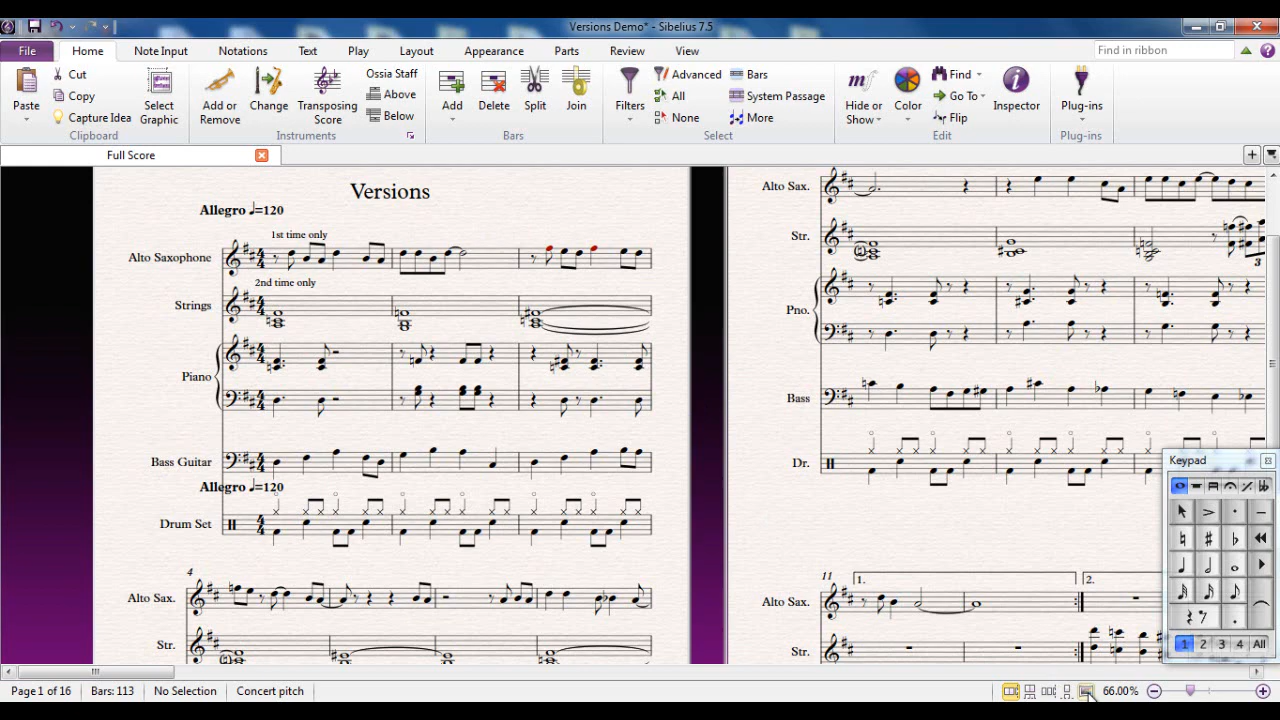 Versions Demo* - Sibelius 7.5
File Home Note Input Notations Text Play Layout Appearance Parts Review View Find in ribbon
Paste Cut Copy Capture Idea Select Graphic
Clipboard
Add or Remove Change Transposing Score Ossia Staff Above Below
Instruments
Add Delete Split Join
Bars
Filters Advanced All None Bars System Passage More
Select
Hide or Show Color Find Go To Flip Inspector
Edit
Plug-ins
Plug-ins
Full Score
Versions
Allegro ♩=120
1st time only
Alto Saxophone
2nd time only
Strings
Piano
Bass Guitar
Allegro ♩=120
Drum Set
4
Alto Sax.
Str.
Alto Sax.
Str.
3
Pno.
Bass
Dr.
11
1. 2.
Alto Sax.
Str.
Keypad
1 2 3 4 All
Page 1 of 16 Bars: 113 No Selection Concert pitch 66.00%